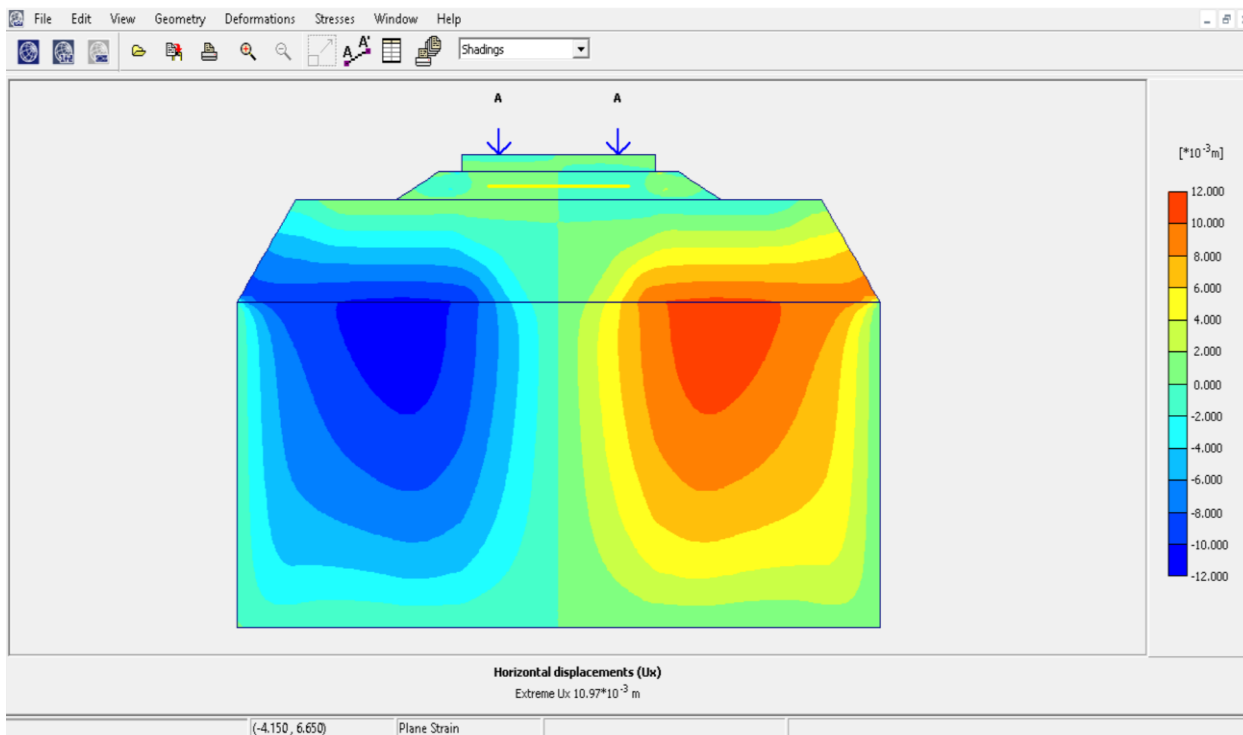 File Edit View Geometry Deformations Stresses Window Help
Shadings
A A
[*10-3m]
12.000
10.000
8.000
6.000
4.000
2.000
0.000
-2.000
-4.000
-6.000
-8.000
-10.000
-12.000
Horizontal displacements (Ux)
Extreme Ux 10.97*10-3 m
(-4.150 , 6.650) Plane Strain